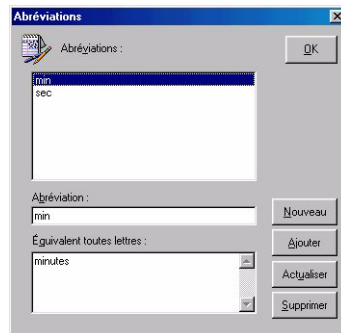 Abréviations
Abréviations :
OK
min
sec
Abréviation :
min
Nouveau
Équivalent toutes lettres :
Ajouter
minutes
Actualiser
Supprimer